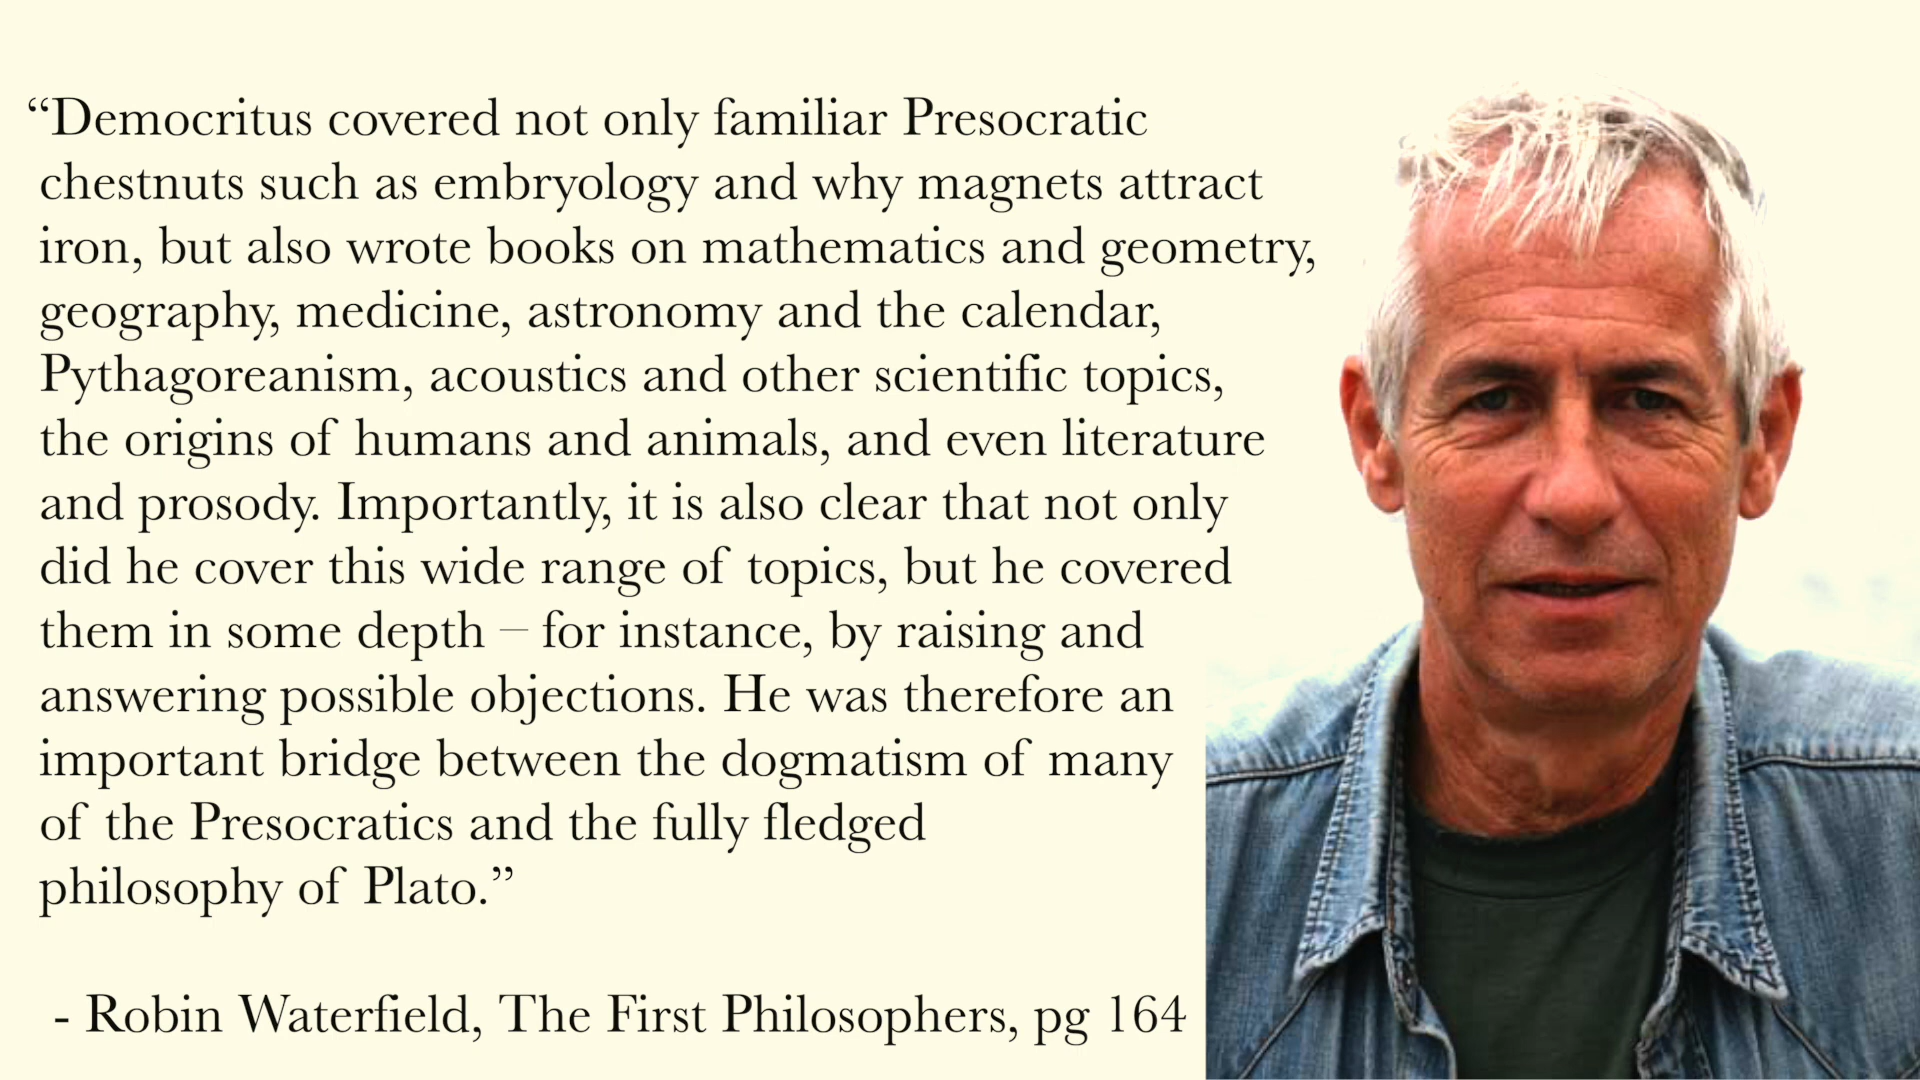 “Democritus covered not only familiar Presocratic
chestnuts such as embryology and why magnets attract
iron, but also wrote books on mathematics and geometry,
geography, medicine, astronomy and the calendar,
Pythagoreanism, acoustics and other scientific topics,
the origins of humans and animals, and even literature
and prosody. Importantly, it is also clear that not only
did he cover this wide range of topics, but he covered
them in some depth – for instance, by raising and
answering possible objections. He was therefore an
important bridge between the dogmatism of many
of the Presocratics and the fully fledged
philosophy of Plato.”
- Robin Waterfield, The First Philosophers, pg 164